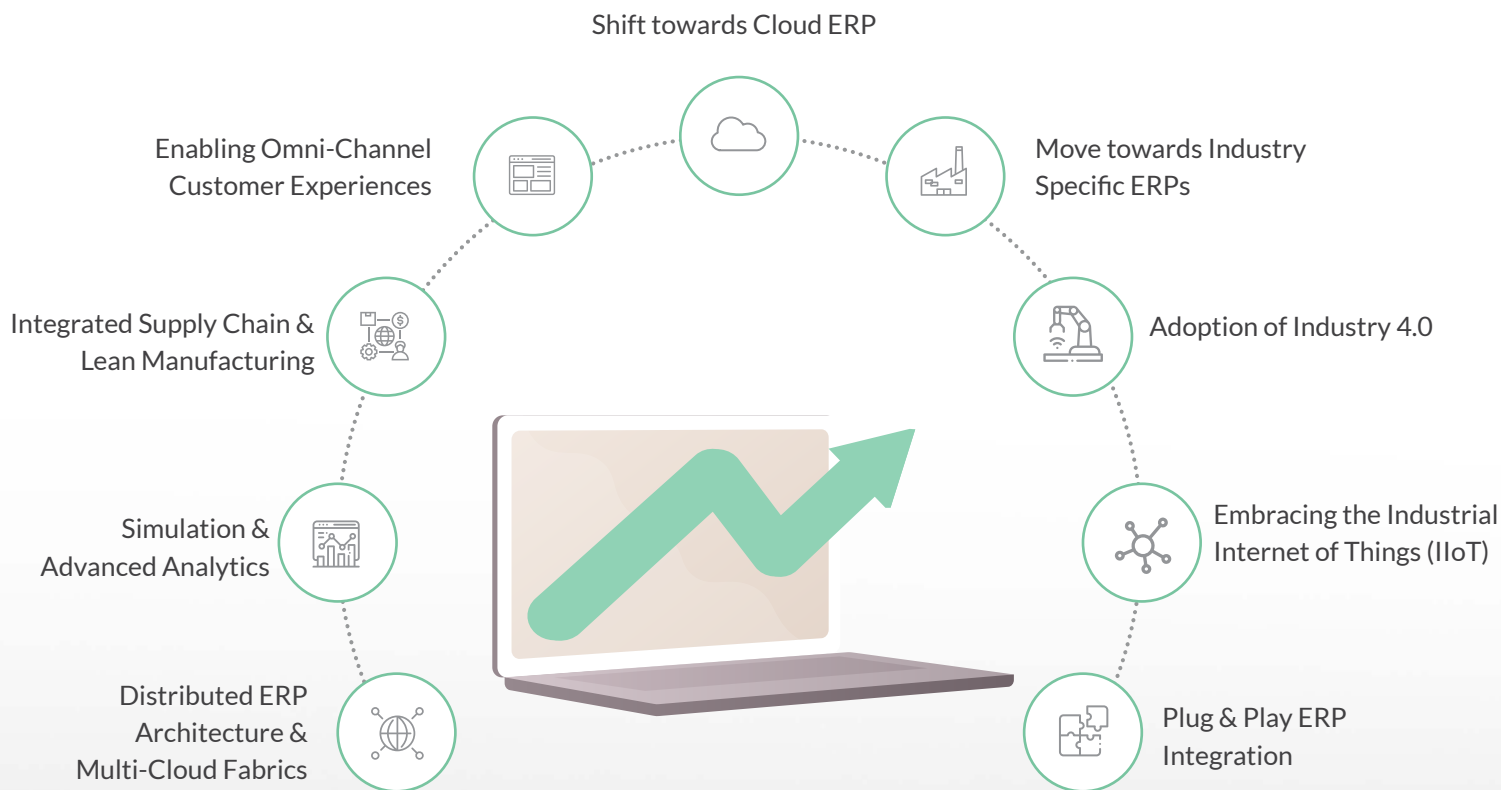 Shift towards Cloud ERP
Enabling Omni-Channel
Customer Experiences
Move towards Industry
Specific ERPs
Integrated Supply Chain &
Lean Manufacturing
Adoption of Industry 4.0
Simulation &
Advanced Analytics
Embracing the Industrial
Internet of Things (IIoT)
Distributed ERP
Architecture &
Multi-Cloud Fabrics
Plug & Play ERP
Integration